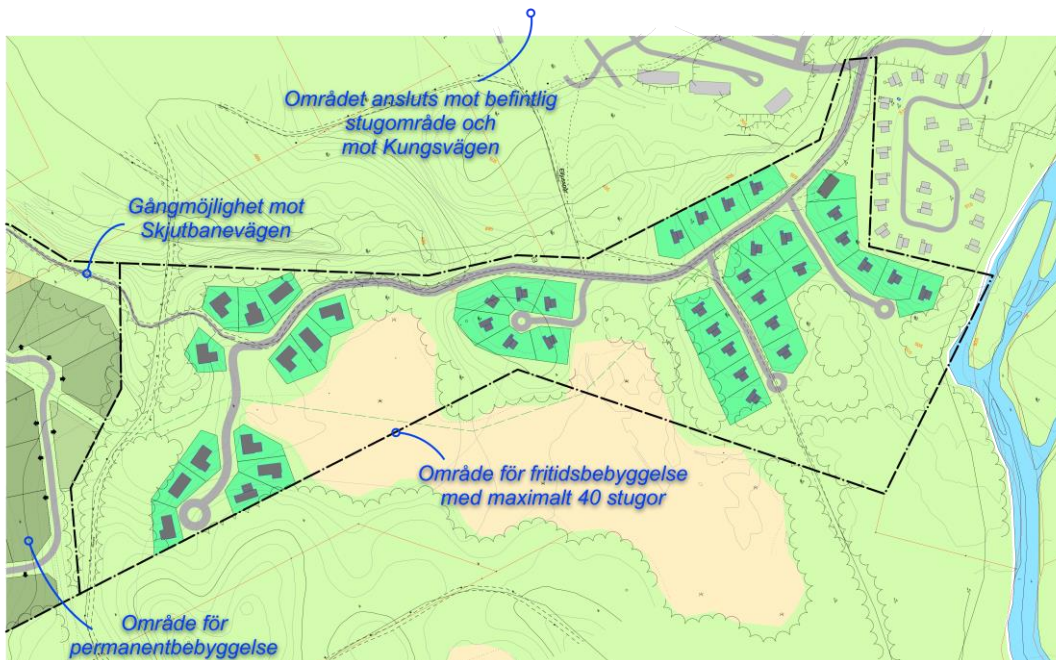 Området ansluts mot befintlig
stugområde och
mot Kungsvägen
Gångmöjlighet mot
Skjutbanevägen
Område för fritidsbebyggelse
med maximalt 40 stugor
Område för
permanentbebyggelse